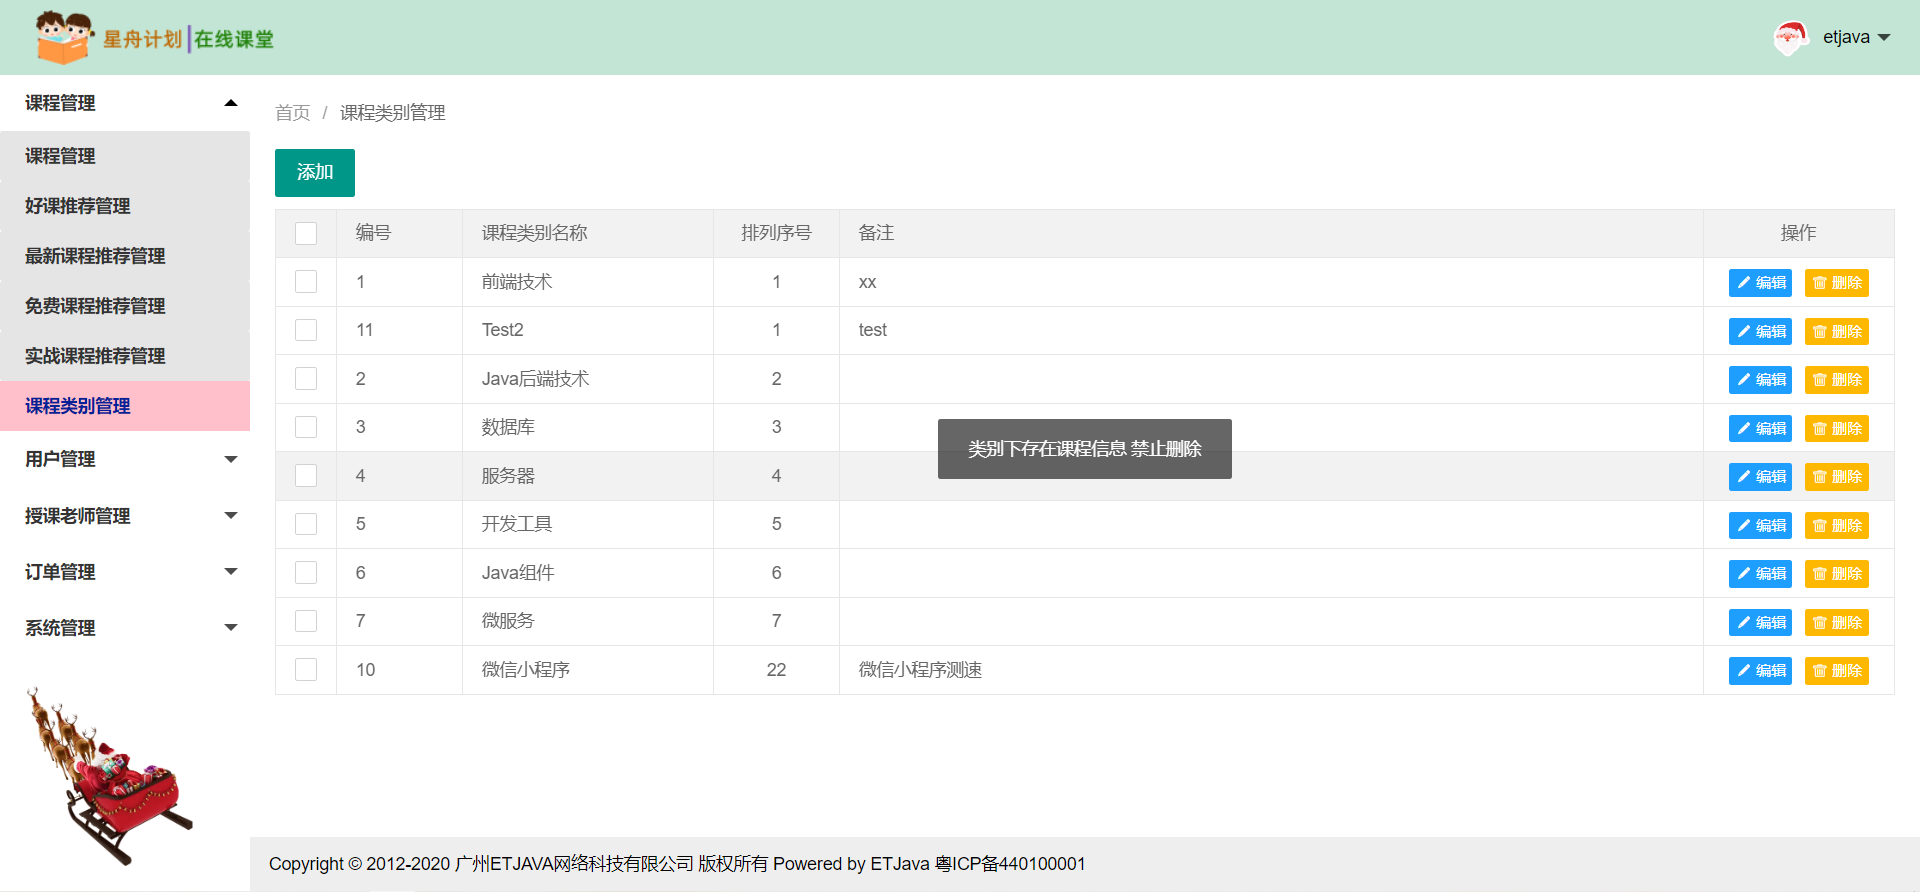 星舟计划|在线课堂
etjava
课程管理
课程管理
好课推荐管理
最新课程推荐管理
免费课程推荐管理
实战课程推荐管理
课程类别管理
用户管理
授课老师管理
订单管理
系统管理
首页 / 课程类别管理
添加
编号 课程类别名称 排列序号 备注 操作
1 前端技术 1 xx 编辑 删除
11 Test2 1 test 编辑 删除
2 Java后端技术 2 编辑 删除
3 数据库 3 编辑 删除
类别下存在课程信息 禁止删除
4 服务器 4 编辑 删除
5 开发工具 5 编辑 删除
6 Java组件 6 编辑 删除
7 微服务 7 编辑 删除
10 微信小程序 22 微信小程序测速 编辑 删除
Copyright © 2012-2020 广州ETJAVA网络科技有限公司 版权所有 Powered by ETJava 粤ICP备440100001